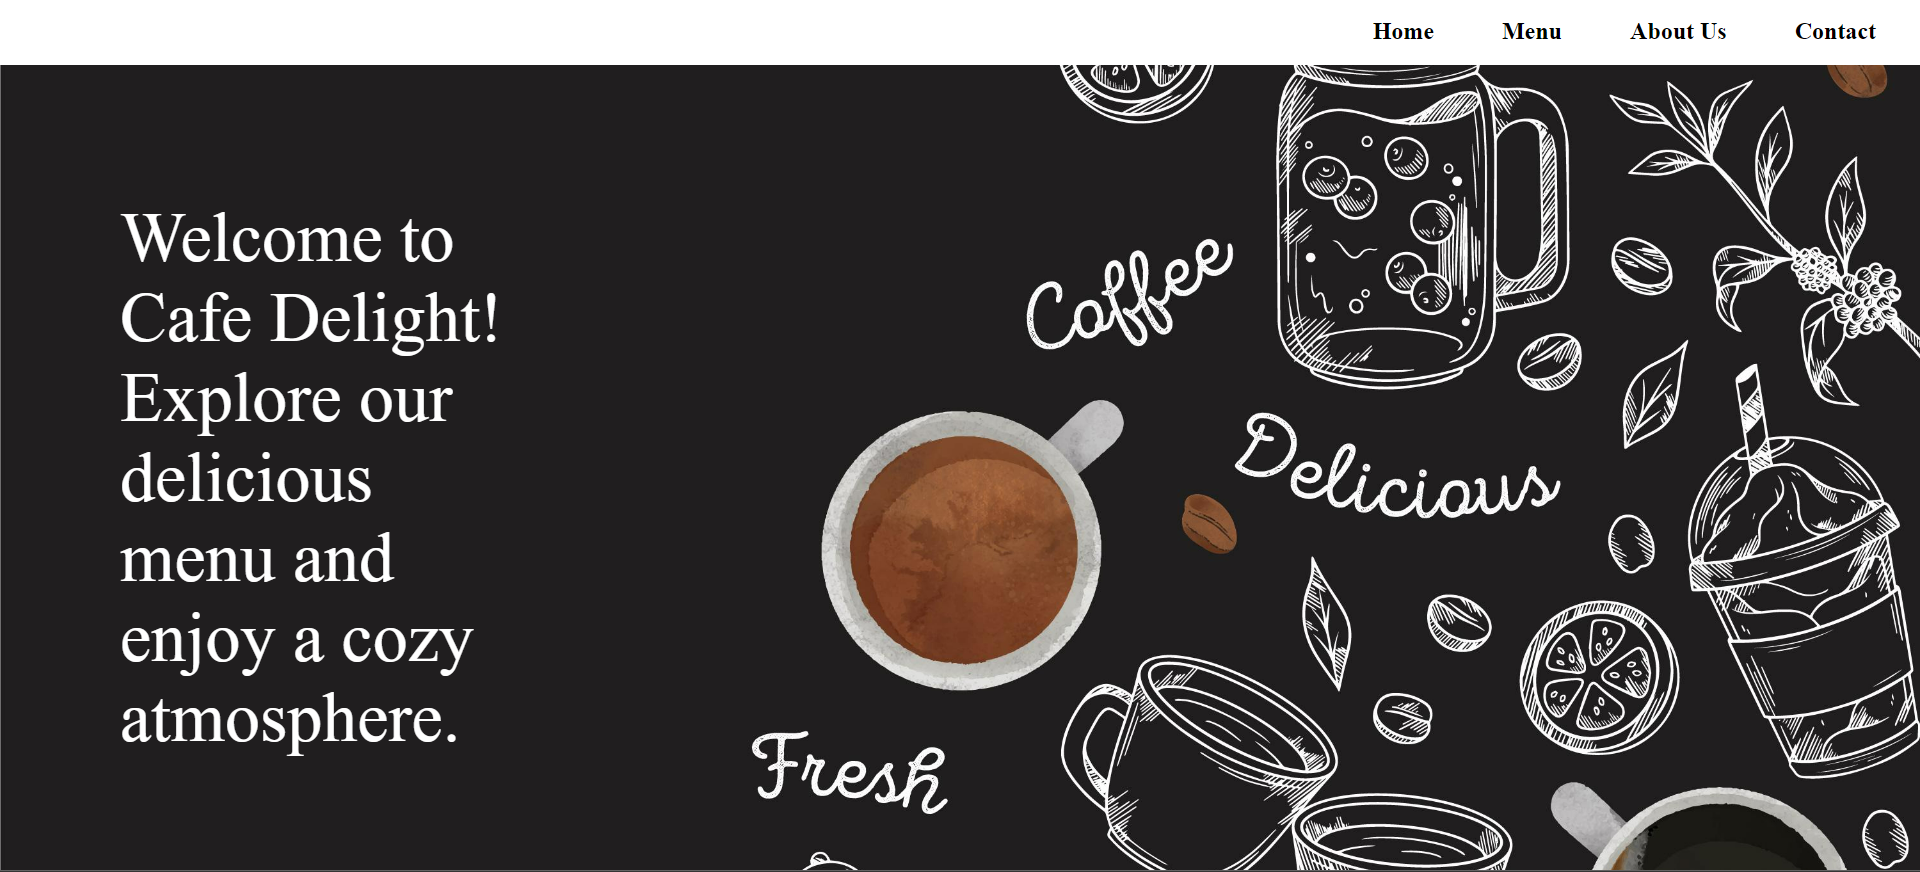 Home Menu About Us Contact
Welcome to
Cafe Delight!
Explore our
delicious
menu and
enjoy a cozy
atmosphere.
Coffee
Delicious
Fresh